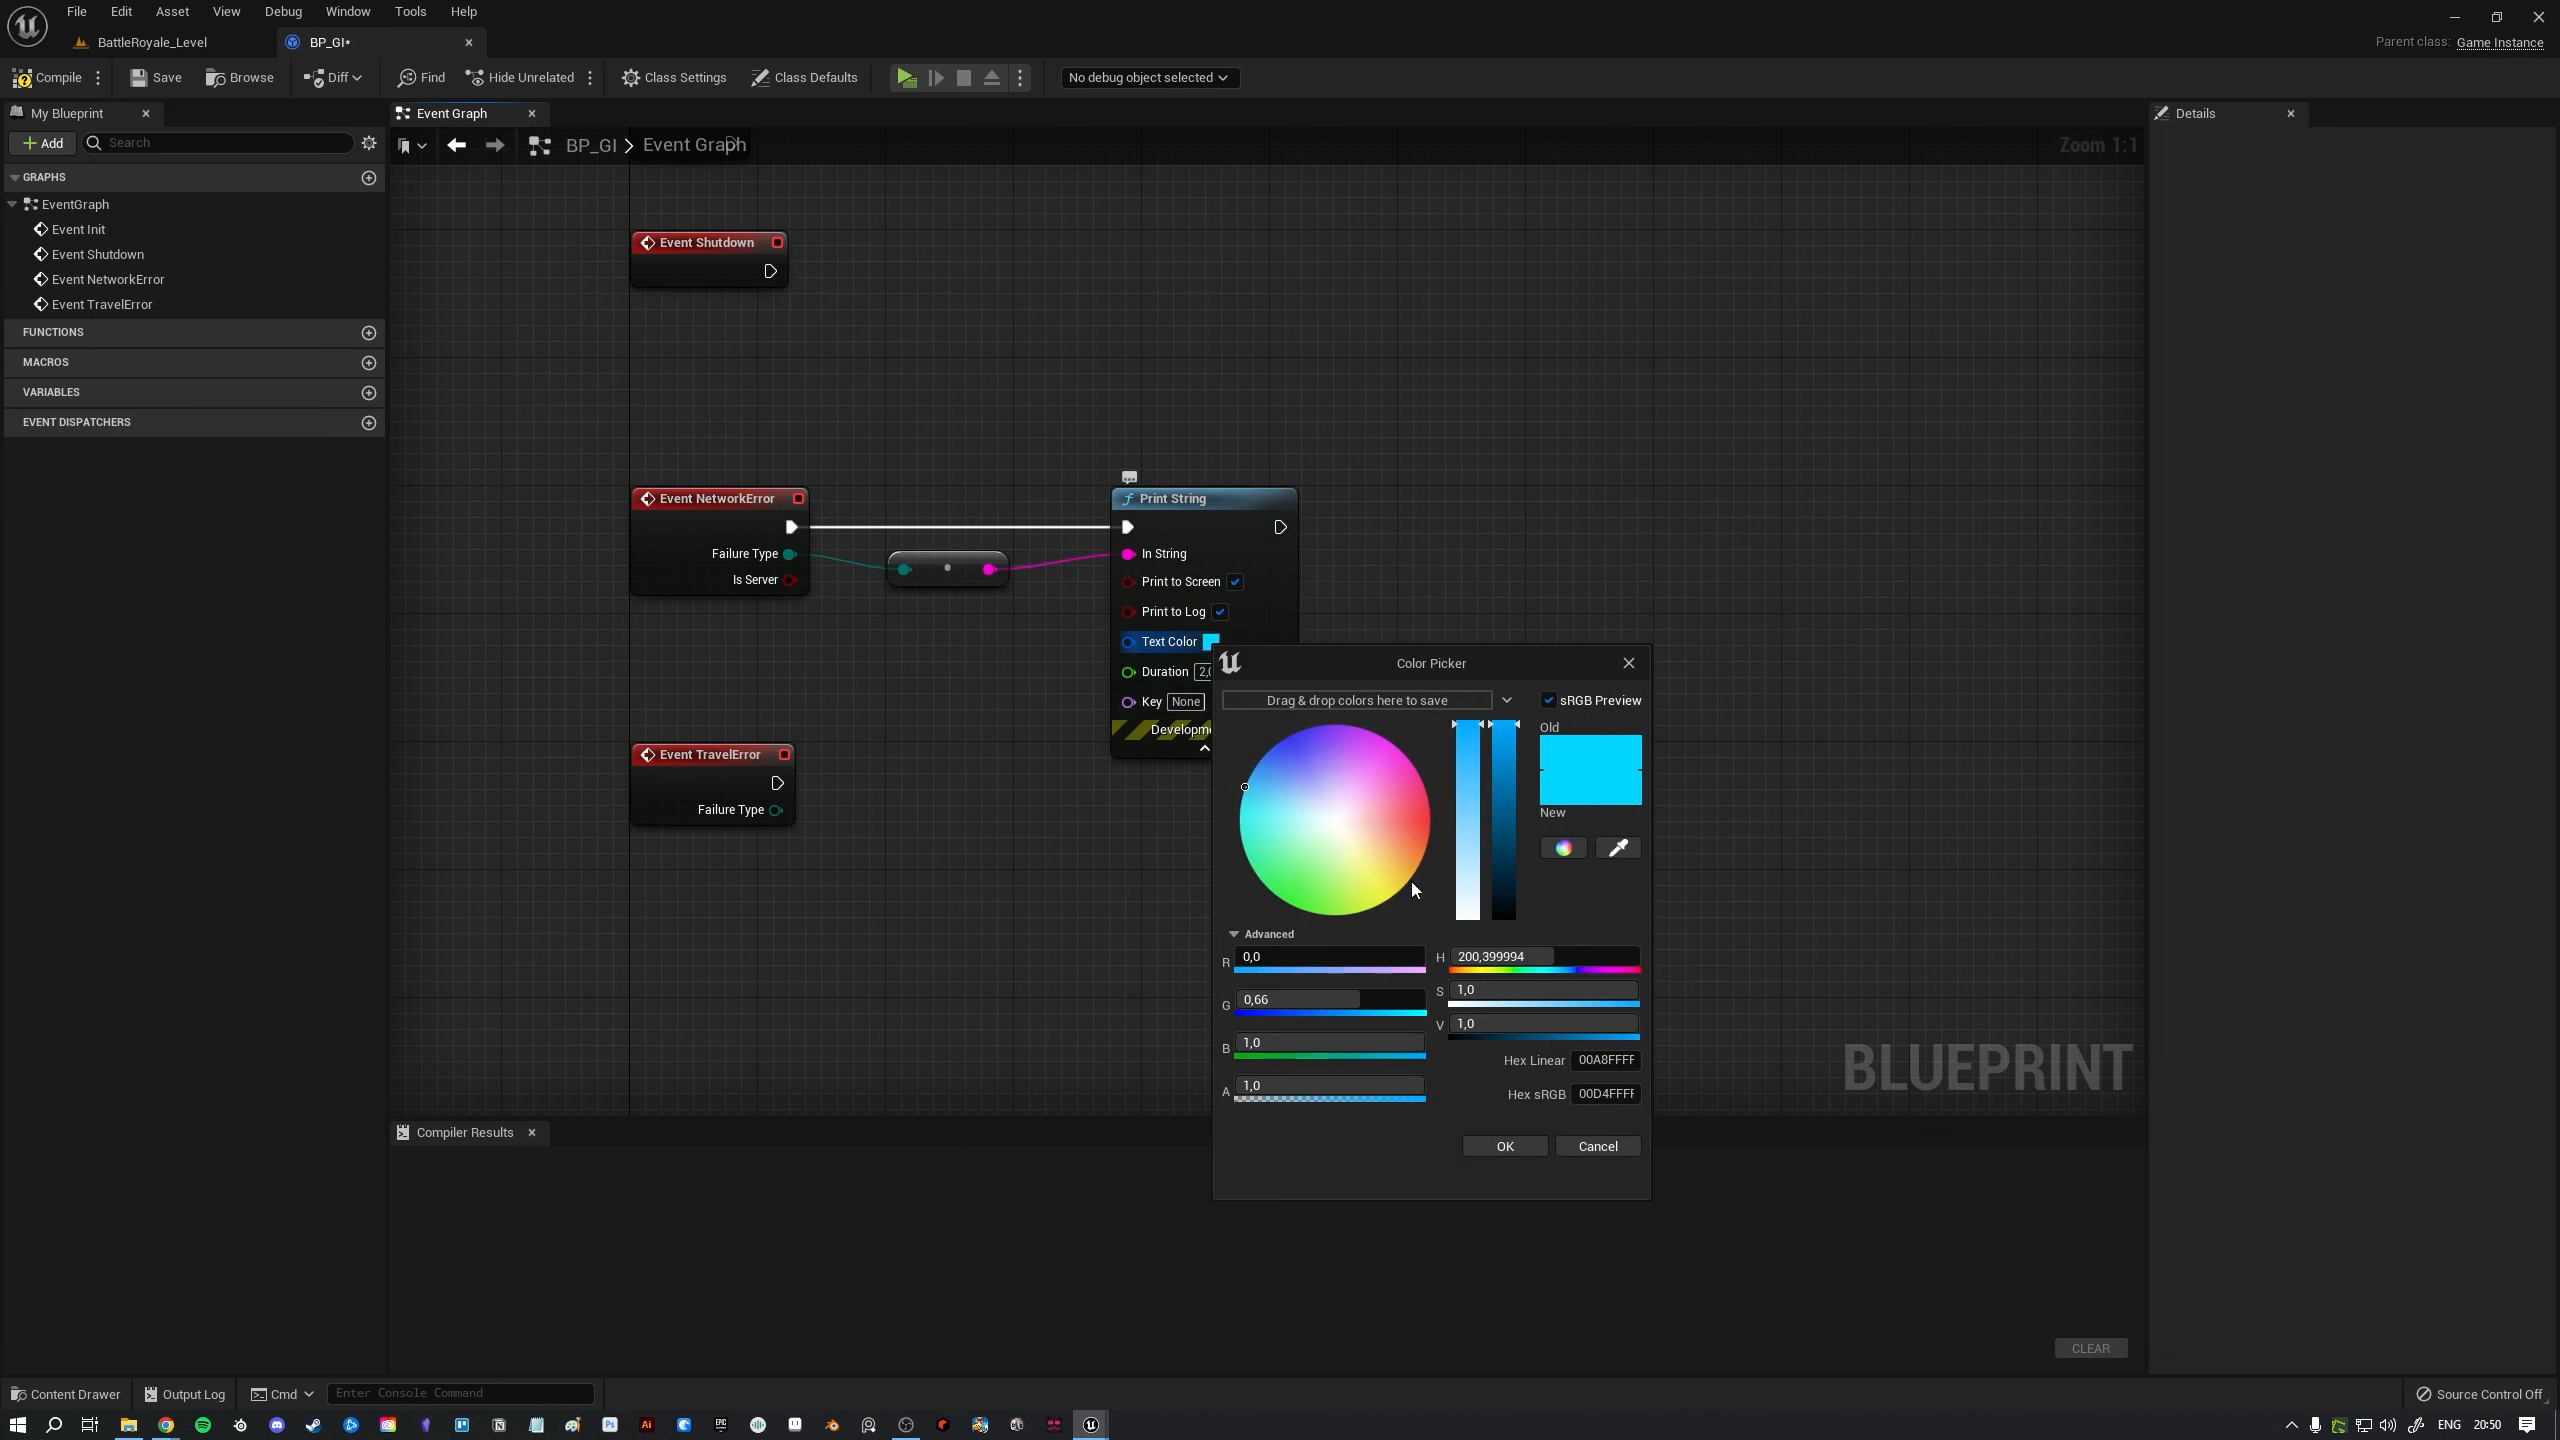 File Edit Asset View Debug Window Tools Help
BattleRoyale_Level
BP_GI*
Parent class: Game Instance
Compile
Save
Browse
Diff
Find
Hide Unrelated
Class Settings
Class Defaults
No debug object selected
My Blueprint
Event Graph
Details
Add
Search
BP_GI > Event Graph
Zoom 1:1
GRAPHS
EventGraph
Event Init
Event Shutdown
Event NetworkError
Event TravelError
FUNCTIONS
MACROS
VARIABLES
EVENT DISPATCHERS
Event Shutdown
Event NetworkError
Failure Type
Is Server
Print String
In String
Print to Screen
Print to Log
Text Color
Duration 2,0
Key None
Developme
Event TravelError
Failure Type
Color Picker
Drag & drop colors here to save
sRGB Preview
Old
New
Advanced
R 0,0
G 0,66
B 1,0
A 1,0
H 200,399994
S 1,0
V 1,0
Hex Linear 00A8FFFF
Hex sRGB 00D4FFFF
OK
Cancel
BLUEPRINT
Compiler Results
CLEAR
Content Drawer
Output Log
Cmd
Enter Console Command
Source Control Off
ENG 20:50